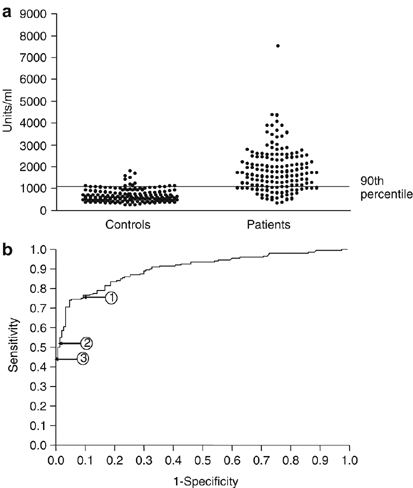 a
9000
8000
7000
6000
5000
4000
3000
2000
1000
0
Units/ml
Controls
Patients
90th
percentile
b
1.0
0.9
0.8
0.7
0.6
0.5
0.4
0.3
0.2
0.1
0.0
Sensitivity
1
2
3
0.0 0.1 0.2 0.3 0.4 0.5 0.6 0.7 0.8 0.9 1.0
1-Specificity